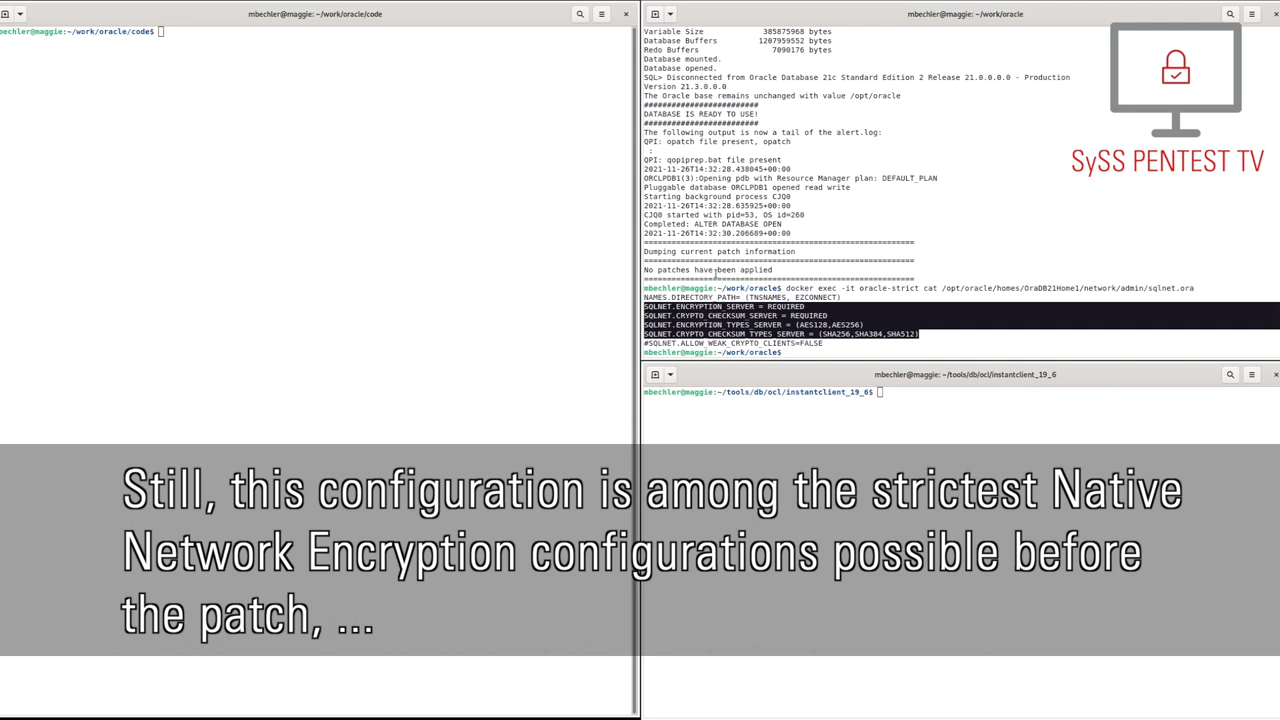 mbechler@maggie: ~/work/oracle/code
bechler@maggie:~/work/oracle/code$
mbechler@maggie: ~/work/oracle
Variable Size 385875968 bytes
Database Buffers 1207959552 bytes
Redo Buffers 7090176 bytes
Database mounted.
Database opened.
SQL> Disconnected from Oracle Database 21c Standard Edition 2 Release 21.0.0.0.0 - Production
Version 21.3.0.0.0
The Oracle base remains unchanged with value /opt/oracle
#########################
DATABASE IS READY TO USE!
#########################
The following output is now a tail of the alert.log:
QPI: opatch file present, opatch
:
QPI: qopiprep.bat file present
2021-11-26T14:32:28.438045+00:00
ORCLPDB1(3):Opening pdb with Resource Manager plan: DEFAULT_PLAN
Pluggable database ORCLPDB1 opened read write
Starting background process CJQ0
2021-11-26T14:32:28.635925+00:00
CJQ0 started with pid=53, OS id=260
Completed: ALTER DATABASE OPEN
2021-11-26T14:32:30.206689+00:00
===========================================================
Dumping current patch information
===========================================================
No patches have been applied
===========================================================
mbechler@maggie:~/work/oracle$ docker exec -it oracle-strict cat /opt/oracle/homes/OraDB21Home1/network/admin/sqlnet.ora
NAMES.DIRECTORY_PATH= (TNSNAMES, EZCONNECT)
SQLNET.ENCRYPTION_SERVER = REQUIRED
SQLNET.CRYPTO_CHECKSUM_SERVER = REQUIRED
SQLNET.ENCRYPTION_TYPES_SERVER = (AES128,AES256)
SQLNET.CRYPTO_CHECKSUM_TYPES_SERVER = (SHA256,SHA384,SHA512)
#SQLNET.ALLOW_WEAK_CRYPTO_CLIENTS=FALSE
mbechler@maggie:~/work/oracle$
SySS PENTEST TV
mbechler@maggie: ~/tools/db/ocl/instantclient_19_6
mbechler@maggie:~/tools/db/ocl/instantclient_19_6$
Still, this configuration is among the strictest Native
Network Encryption configurations possible before
the patch, ...